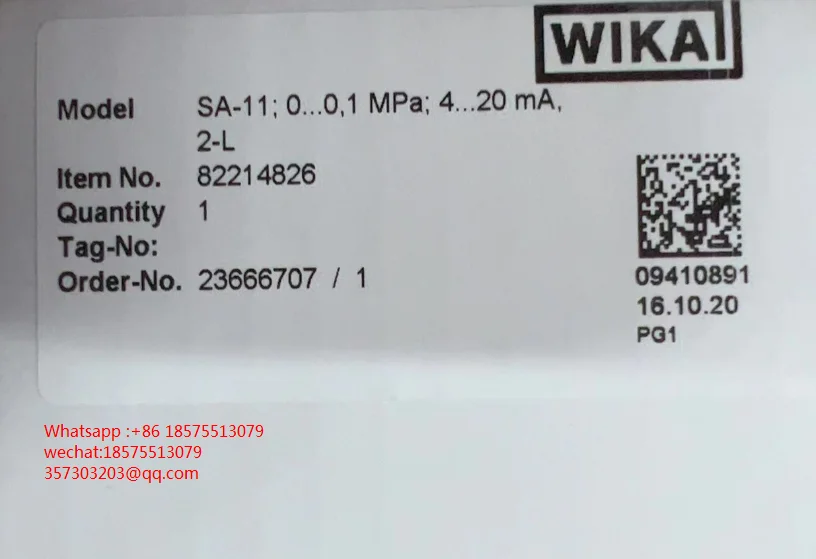 WIKA
Model SA-11; 0...0,1 MPa; 4...20 mA,
2-L
Item No. 82214826
Quantity 1
Tag-No:
Order-No. 23666707 / 1
09410891
16.10.20
PG1
Whatsapp :+86 18575513079
wechat:18575513079
357303203@qq.com